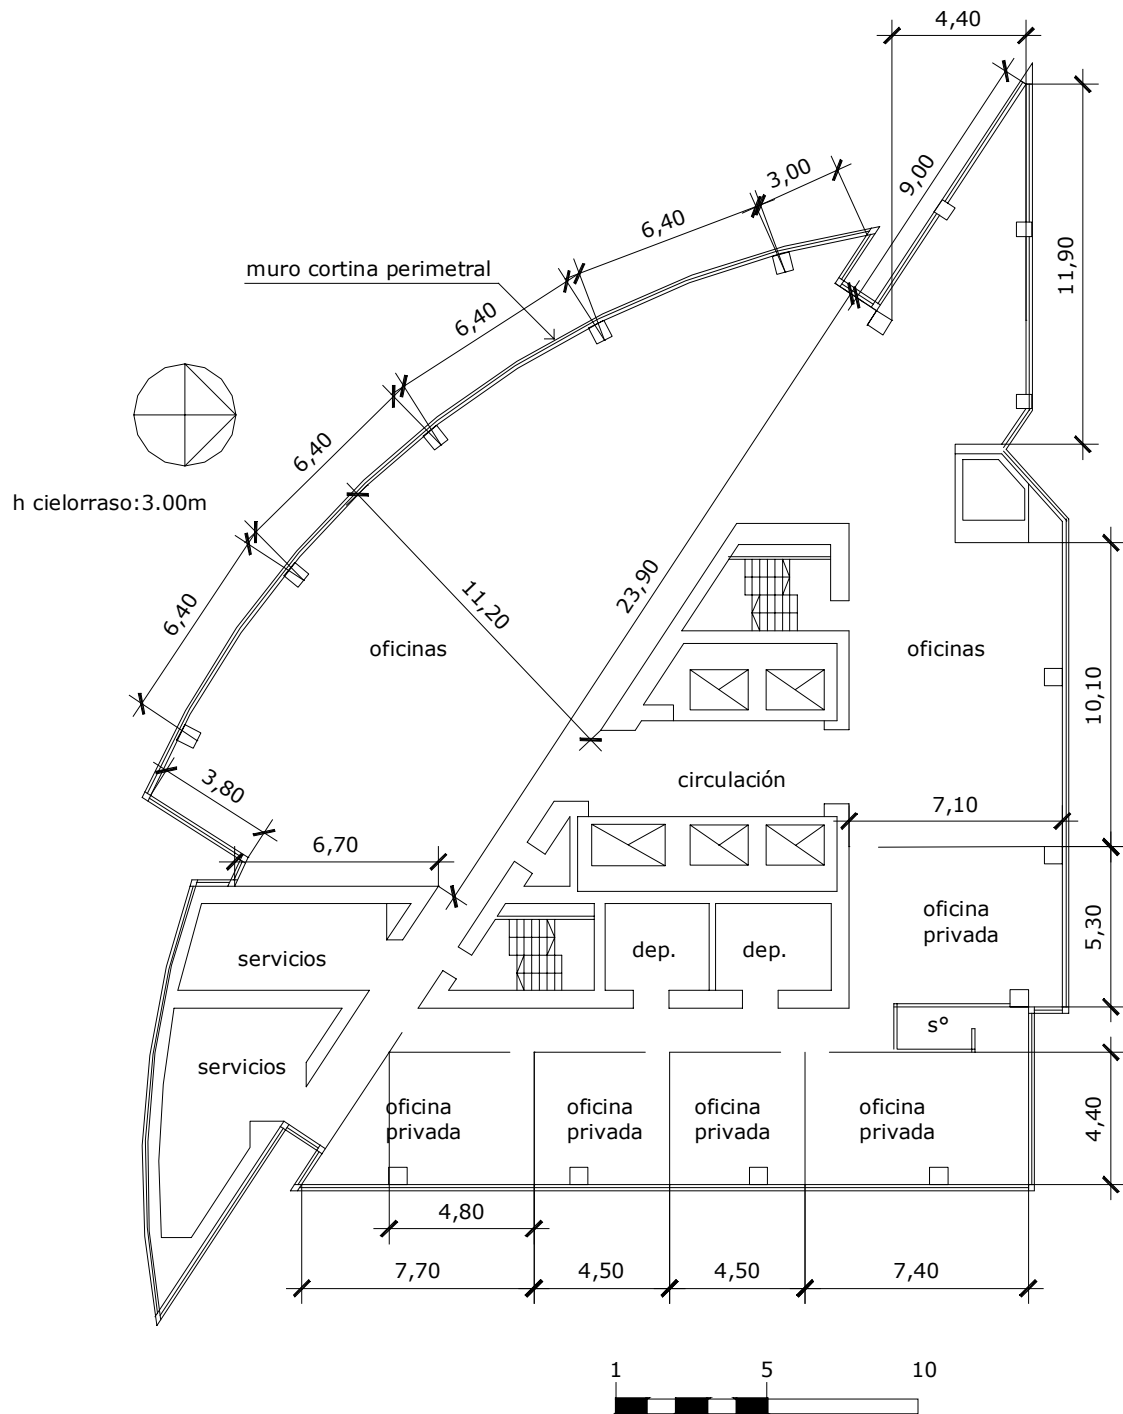 4,40
3,00
9,00
6,40
11,90
muro cortina perimetral
6,40
6,40
h cielorraso:3.00m
6,40
11,20
23,90
oficinas
oficinas
10,10
circulación
3,80
7,10
6,70
oficina
privada
5,30
servicios
dep.
dep.
s°
servicios
4,40
oficina
privada
oficina
privada
oficina
privada
oficina
privada
4,80
7,70
4,50
4,50
7,40
1
5
10